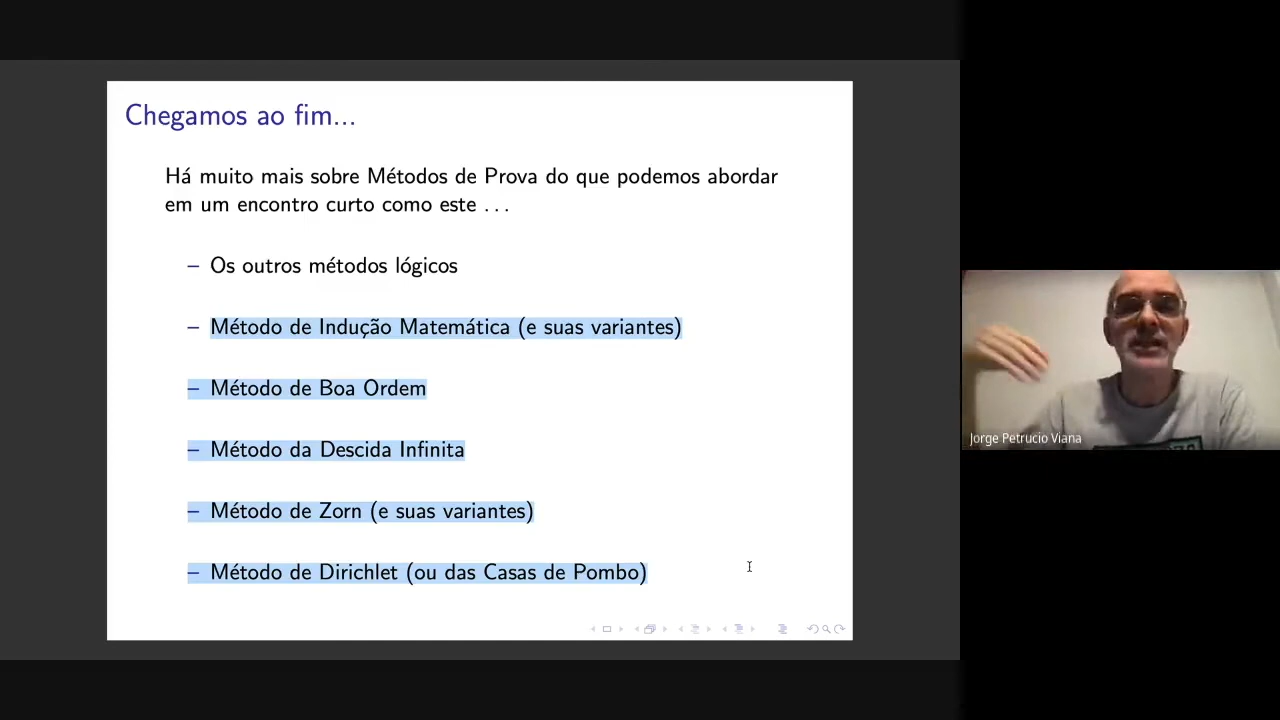 Chegamos ao fim...
Há muito mais sobre Métodos de Prova do que podemos abordar
em um encontro curto como este . . .
– Os outros métodos lógicos
– Método de Indução Matemática (e suas variantes)
– Método de Boa Ordem
– Método da Descida Infinita
– Método de Zorn (e suas variantes)
– Método de Dirichlet (ou das Casas de Pombo)
Jorge Petrucio Viana